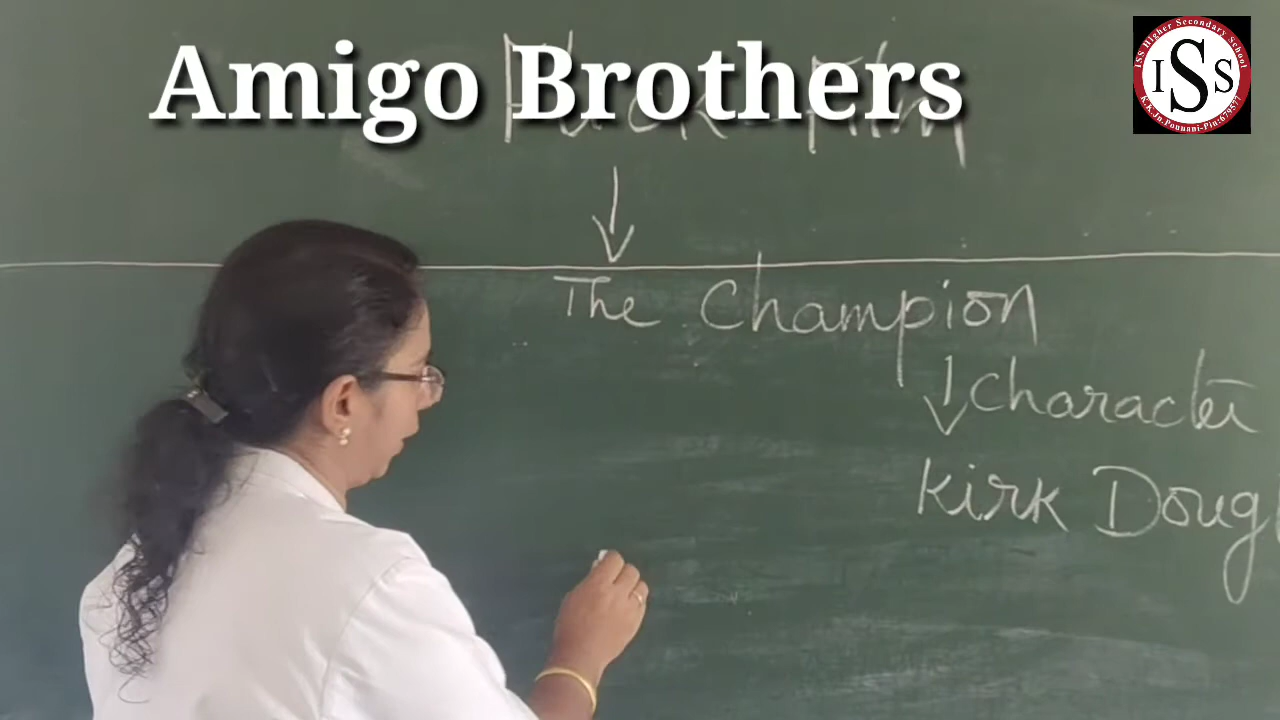 Amigo Brothers
ISS Higher Secondary School
ISS
The Champion
Character
Kirk Doug